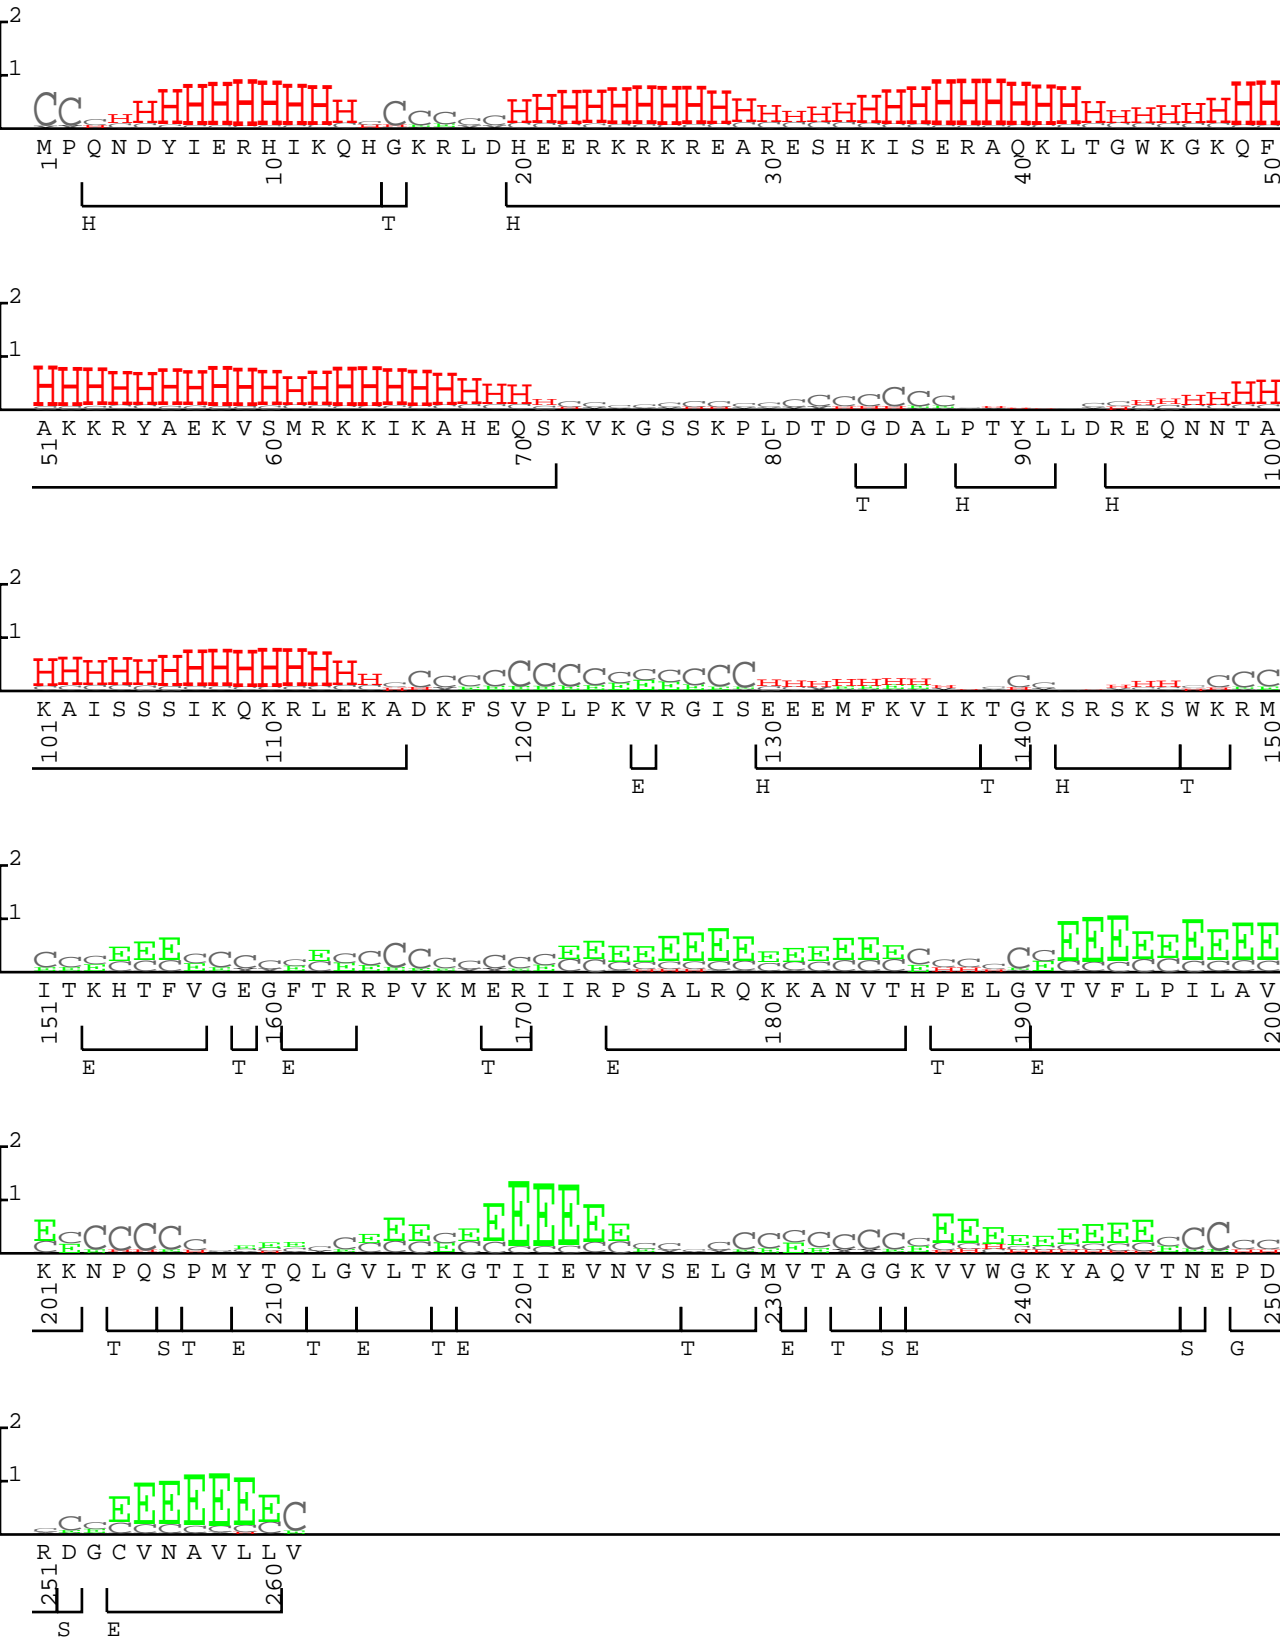 2
1
M P Q N D Y I E R H I K Q H G K R L D H E E R K R K R E A R E S H K I S E R A Q K L T G W K G K Q F
1 10 20 30 40 50
H T H
2
1
A K K R Y A E K V S M R K K I K A H E Q S K V K G S S K P L D T D G D A L P T Y L L D R E Q N N T A
51 60 70 80 90 100
T H H
2
1
K A I S S S I K Q K R L E K A D K F S V P L P K V R G I S E E E M F K V I K T G K S R S K S W K R M
101 110 120 130 140 150
E H T H T
2
1
I T K H T F V G E G F T R R P V K M E R I I R P S A L R Q K K A N V T H P E L G V T V F L P I L A V
151 160 170 180 190 200
E T E T E T E
2
1
K K N P Q S P M Y T Q L G V L T K G T I I E V N V S E L G M V T A G G K V V W G K Y A Q V T N E P D
201 210 220 230 240 250
T S T E T E T E T E T S E S G
2
1
R D G C V N A V L L V
251 260
S E